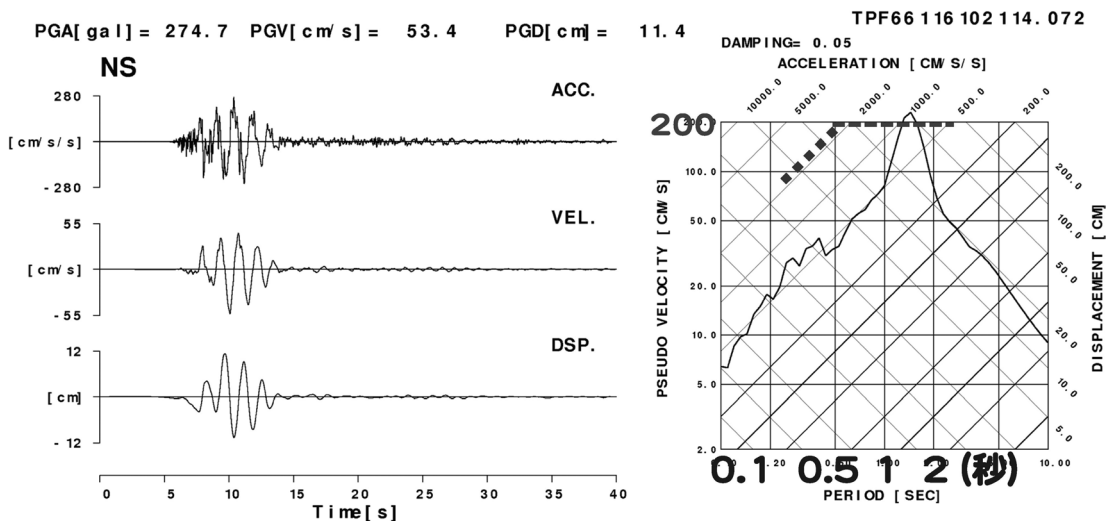 TPF66 116 102 114. 072
PGA[ gal] = 274. 7 PGV[ cm/ s] = 53. 4 PGD[ cm] = 11. 4
NS
280
ACC.
[ cm/ s/ s]
- 280
55
VEL.
[ cm/ s]
- 55
12
DSP.
[ cm]
- 12
0 5 10 15 20 25 30 35 40
Time[ s]
DAMPING= 0. 05
ACCELERATION [ CM/ S/ S]
10000. 0 5000. 0 2000. 0 1000. 0 500. 0 200. 0
200
100. 0
50. 0
20. 0
10. 0
5. 0
2. 0
PSEUDO VELOCITY [ CM/ S]
200. 0
100. 0
50. 0
20. 0
10. 0
5. 0
DISPLACEMENT [ CM]
10. 00
0.1 0.5 1 2 (秒)
PERIOD [ SEC]